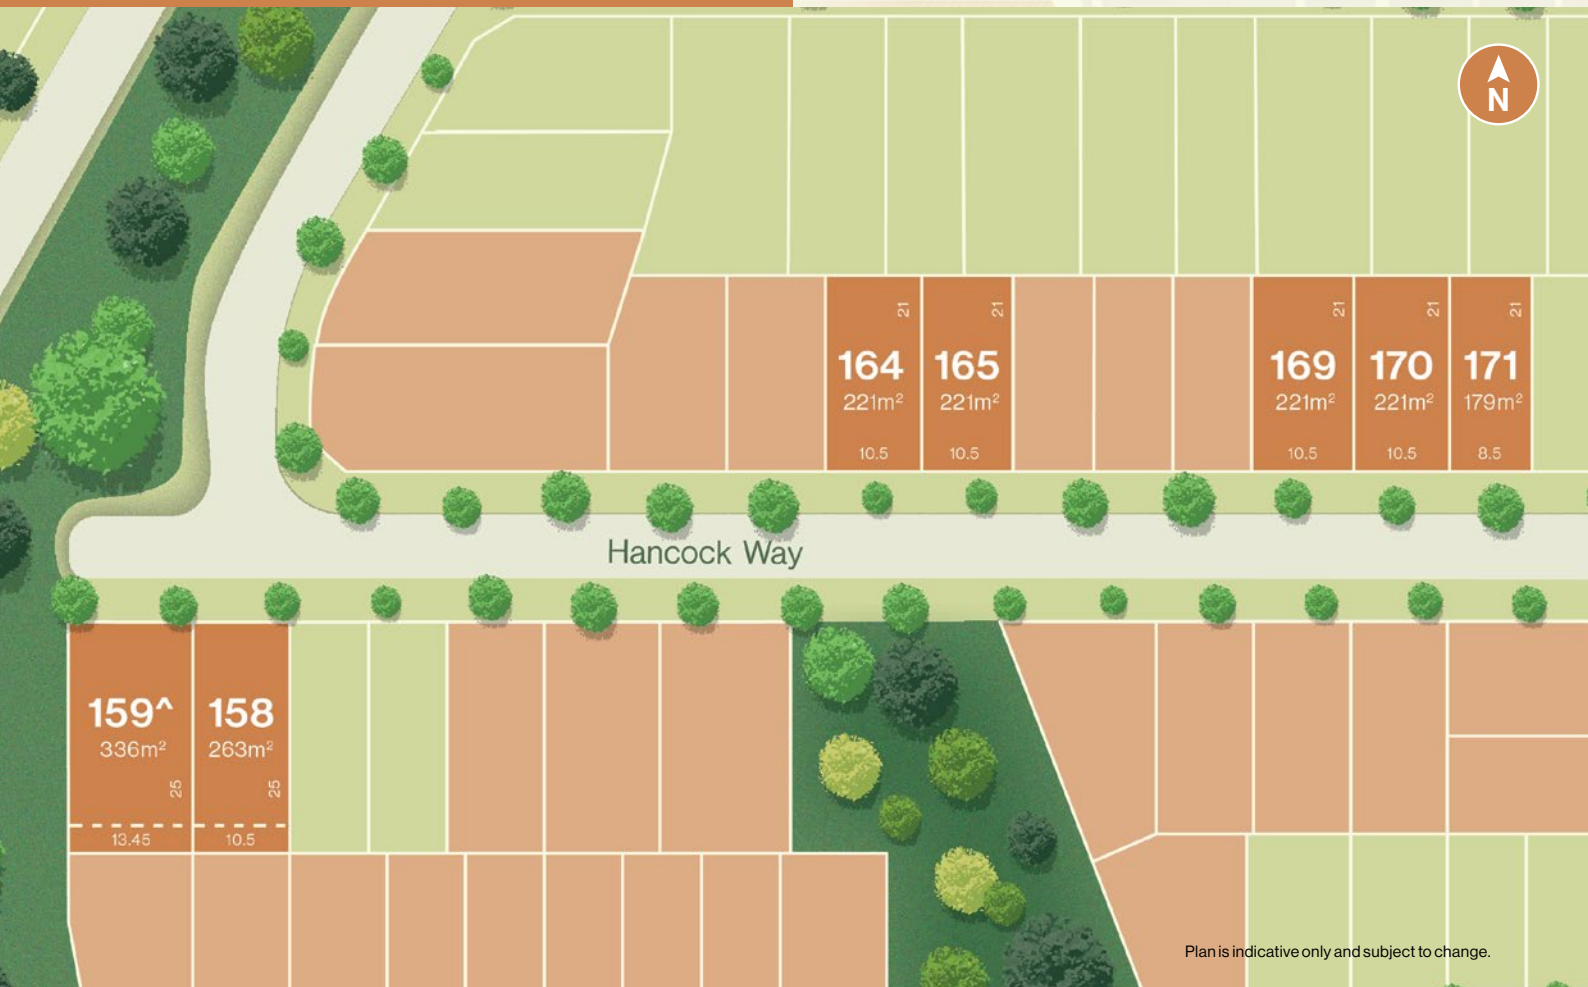 N
21
21
21
21
21
164
165
169
170
171
221m²
221m²
221m²
221m²
179m²
10.5
10.5
10.5
10.5
8.5
Hancock Way
159^
158
336m²
263m²
25
25
13.45
10.5
Plan is indicative only and subject to change.